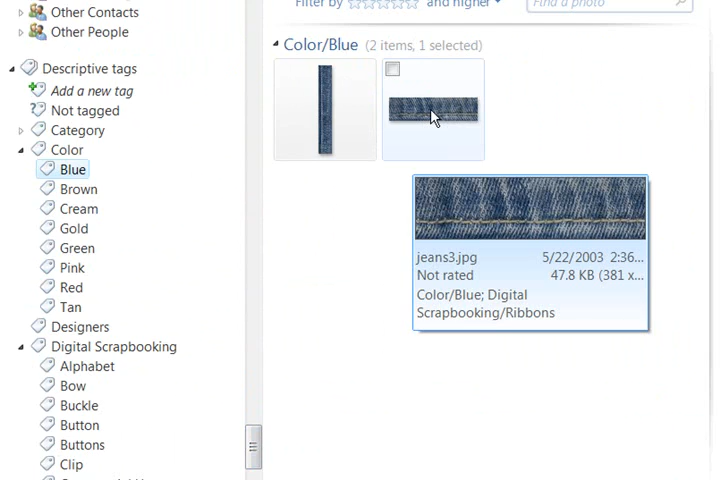 Other Contacts
Other People
Descriptive tags
Add a new tag
Not tagged
Category
Color
Blue
Brown
Cream
Gold
Green
Pink
Red
Tan
Designers
Digital Scrapbooking
Alphabet
Bow
Buckle
Button
Buttons
Clip
Filter by and higher
Find a photo
Color/Blue (2 items, 1 selected)
jeans3.jpg 5/22/2003 2:36...
Not rated 47.8 KB (381 x...
Color/Blue; Digital
Scrapbooking/Ribbons